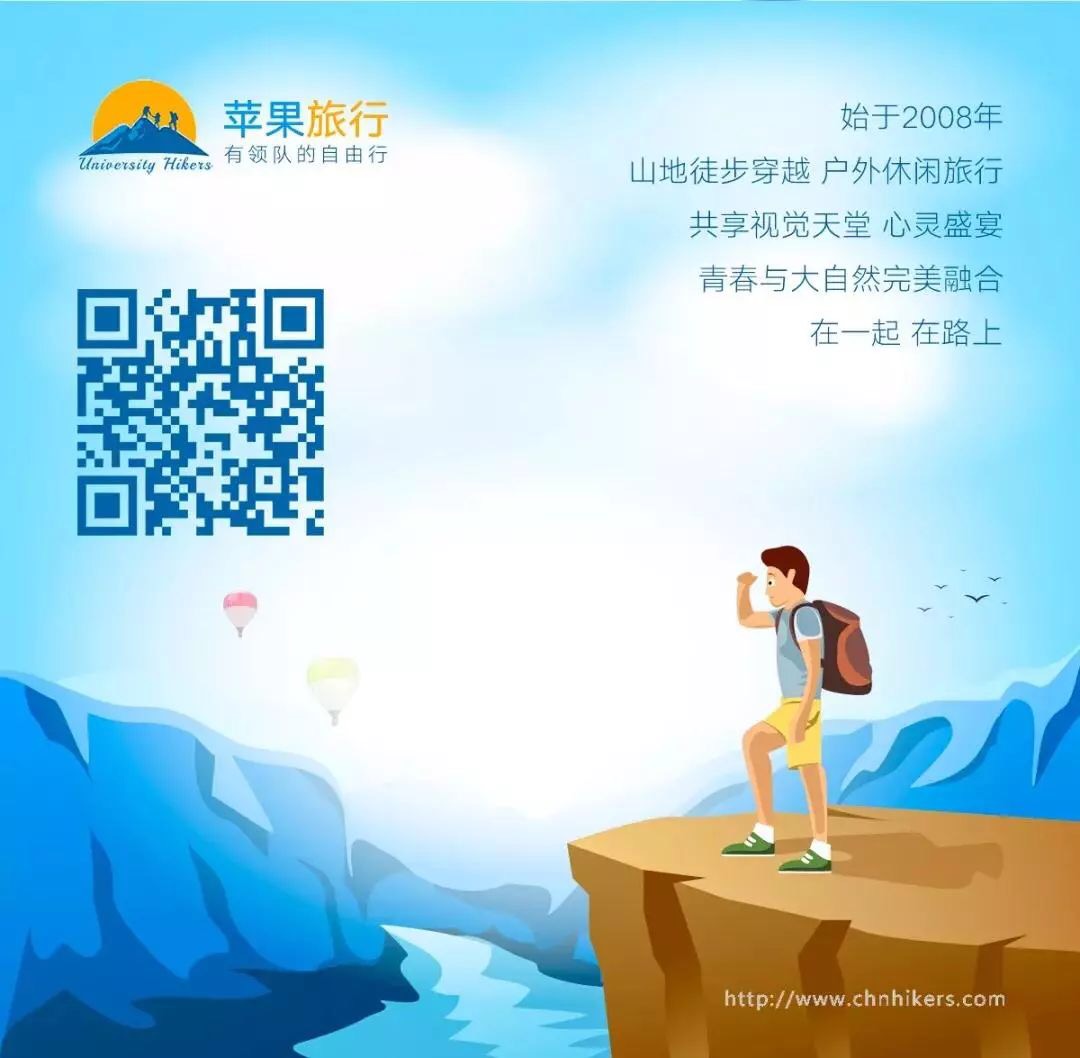 苹果旅行
有领队的自由行
University Hikers
始于2008年
山地徒步穿越 户外休闲旅行
共享视觉天堂 心灵盛宴
青春与大自然完美融合
在一起 在路上
http://www.chnhikers.com